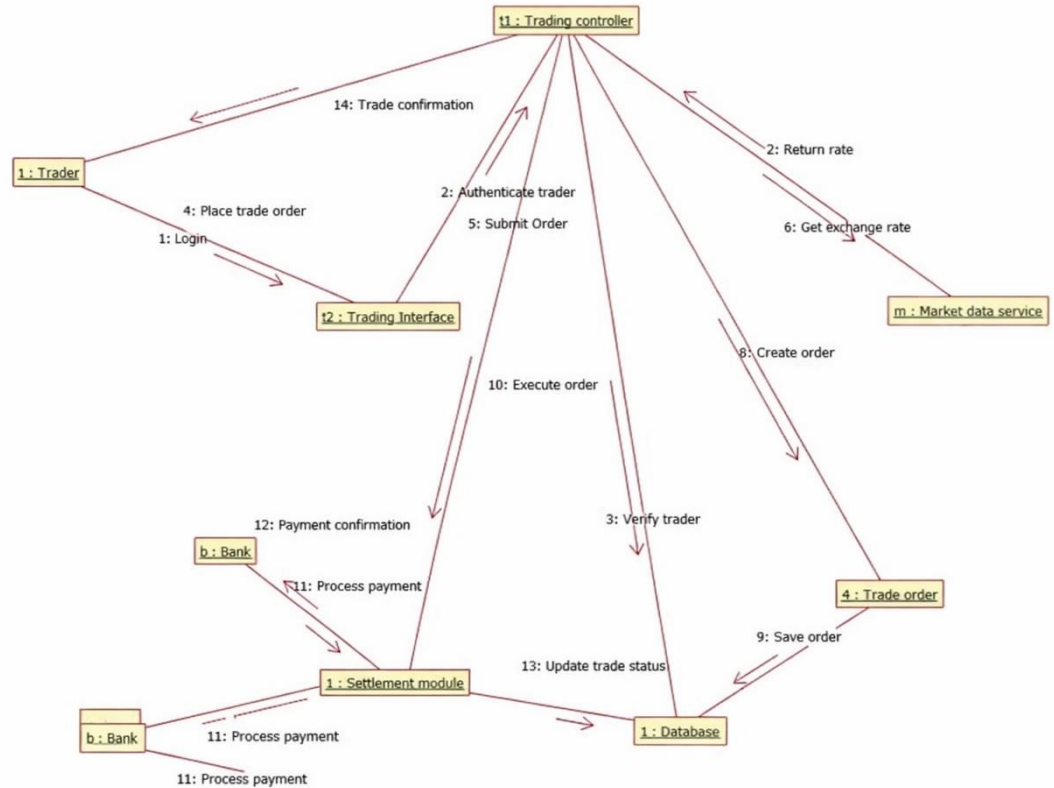 t1 : Trading controller
14: Trade confirmation
2: Return rate
1 : Trader
2: Authenticate trader
4: Place trade order
5: Submit Order
6: Get exchange rate
1: Login
t2 : Trading Interface
m : Market data service
8: Create order
10: Execute order
12: Payment confirmation
3: Verify trader
b : Bank
11: Process payment
4 : Trade order
9: Save order
13: Update trade status
1 : Settlement module
b : Bank
11: Process payment
1 : Database
11: Process payment